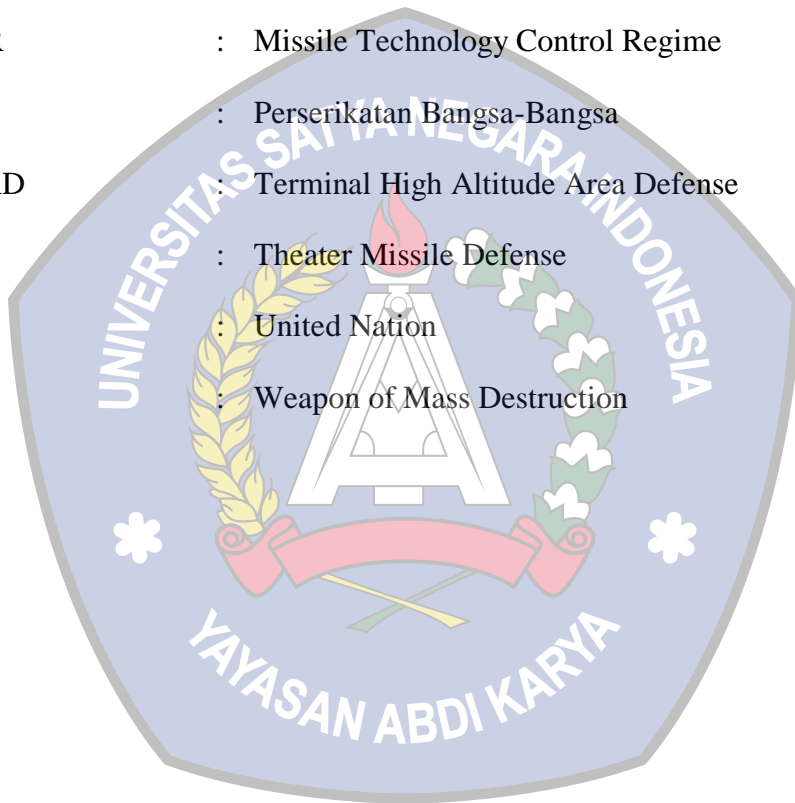 R : Missile Technology Control Regime
: Perserikatan Bangsa-Bangsa
AD : Terminal High Altitude Area Defense
: Theater Missile Defense
: United Nation
: Weapon of Mass Destruction
UNIVERSITAS SATYA NEGARA INDONESIA
YAYASAN ABDI KARYA